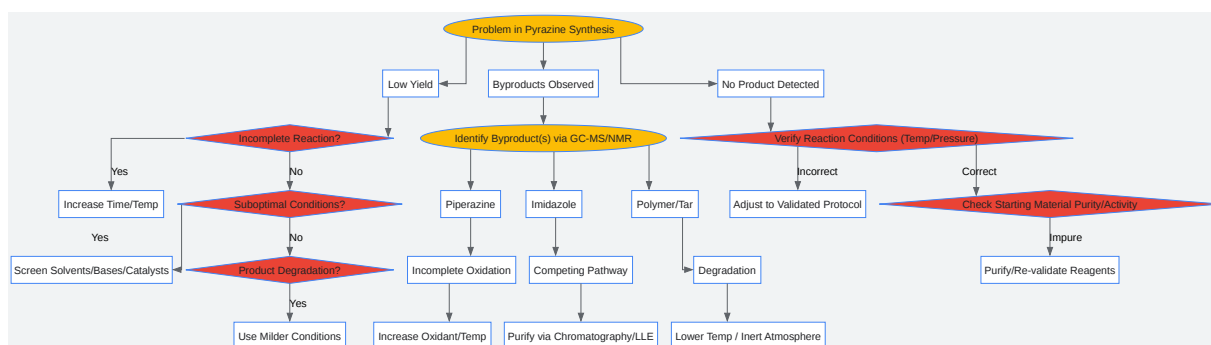 Problem in Pyrazine Synthesis
Low Yield
Byproducts Observed
No Product Detected
Incomplete Reaction?
Identify Byproduct(s) via GC-MS/NMR
Verify Reaction Conditions (Temp/Pressure)
Yes
No
Incorrect
Correct
Increase Time/Temp
Suboptimal Conditions?
Piperazine
Imidazole
Polymer/Tar
Adjust to Validated Protocol
Check Starting Material Purity/Activity
Yes
No
Impure
Screen Solvents/Bases/Catalysts
Product Degradation?
Incomplete Oxidation
Competing Pathway
Degradation
Purify/Re-validate Reagents
Yes
Use Milder Conditions
Increase Oxidant/Temp
Purify via Chromatography/LLE
Lower Temp / Inert Atmosphere